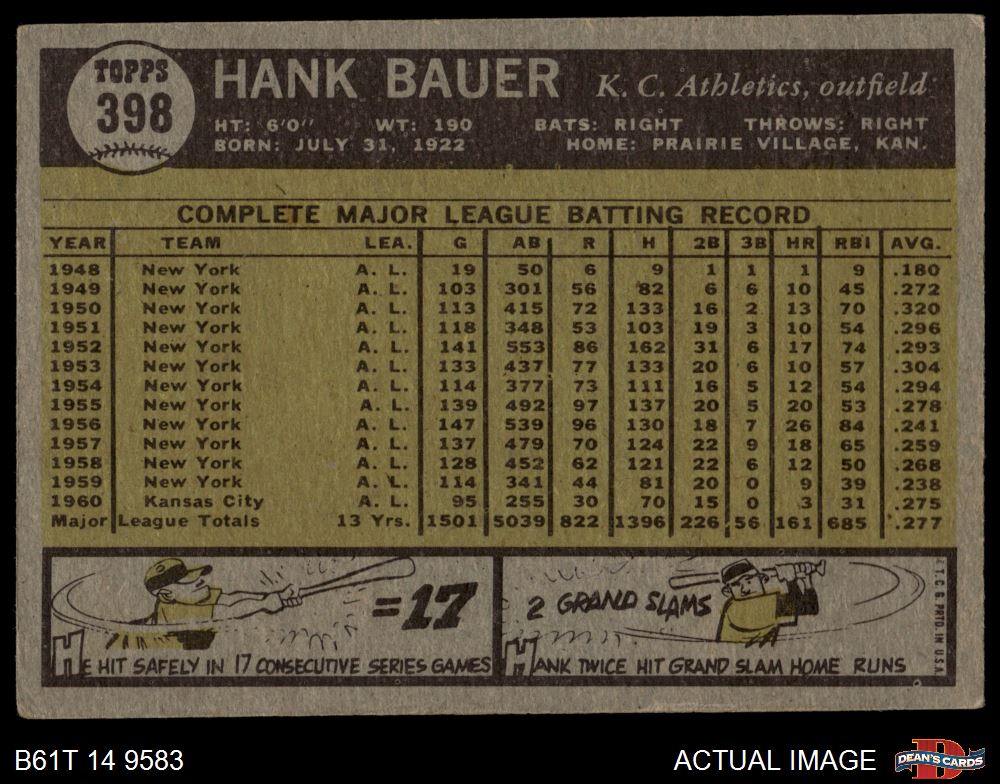 TOPPS
398
HANK BAUER K. C. Athletics, outfield
HT: 6'0" WT: 190 BATS: RIGHT THROWS: RIGHT
BORN: JULY 31, 1922 HOME: PRAIRIE VILLAGE, KAN.
COMPLETE MAJOR LEAGUE BATTING RECORD
YEAR TEAM LEA. G AB R H 2B 3B HR RBI AVG.
1948 New York A. L. 19 50 6 9 1 1 1 9 .180
1949 New York A. L. 103 301 56 82 6 6 10 45 .272
1950 New York A. L. 113 415 72 133 16 2 13 70 .320
1951 New York A. L. 118 348 53 103 19 3 10 54 .296
1952 New York A. L. 141 553 86 162 31 6 17 74 .293
1953 New York A. L. 133 437 77 133 20 6 10 57 .304
1954 New York A. L. 114 377 73 111 16 5 12 54 .294
1955 New York A. L. 139 492 97 137 20 5 20 53 .278
1956 New York A. L. 147 539 96 130 18 7 26 84 .241
1957 New York A. L. 137 479 70 124 22 9 18 65 .259
1958 New York A. L. 128 452 62 121 22 6 12 50 .268
1959 New York A. L. 114 341 44 81 20 0 9 39 .238
1960 Kansas City A. L. 95 255 30 70 15 0 3 31 .275
Major League Totals 13 Yrs. 1501 5039 822 1396 226 56 161 685 .277
=17
HE HIT SAFELY IN 17 CONSECUTIVE SERIES GAMES
2 GRAND SLAMS
HANK TWICE HIT GRAND SLAM HOME RUNS
T. C. G. PRTD. IN U.S.A.
B61T 14 9583 ACTUAL IMAGE
DEAN'S CARDS